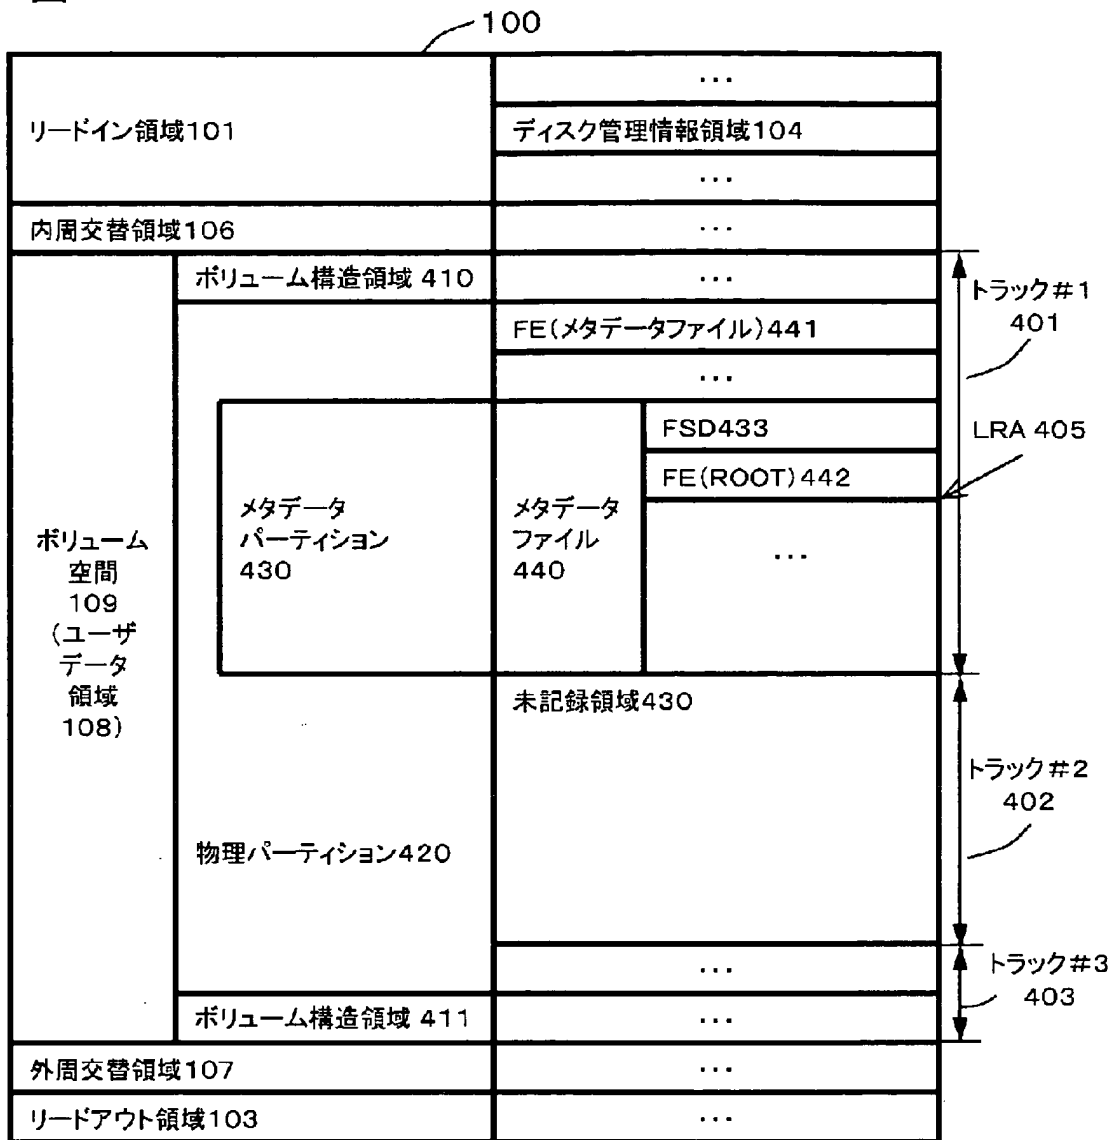 100
…
リードイン領域101
ディスク管理情報領域104
…
内周交替領域106
…
ボリューム構造領域 410
…
トラック#1
401
FE(メタデータファイル)441
…
FSD433
LRA 405
FE(ROOT)442
メタデータ
パーティション
430
メタデータ
ファイル
440
…
ボリューム
空間
109
(ユーザ
データ
領域
108)
未記録領域430
トラック#2
402
物理パーティション420
…
トラック#3
403
ボリューム構造領域 411
…
外周交替領域107
…
リードアウト領域103
…